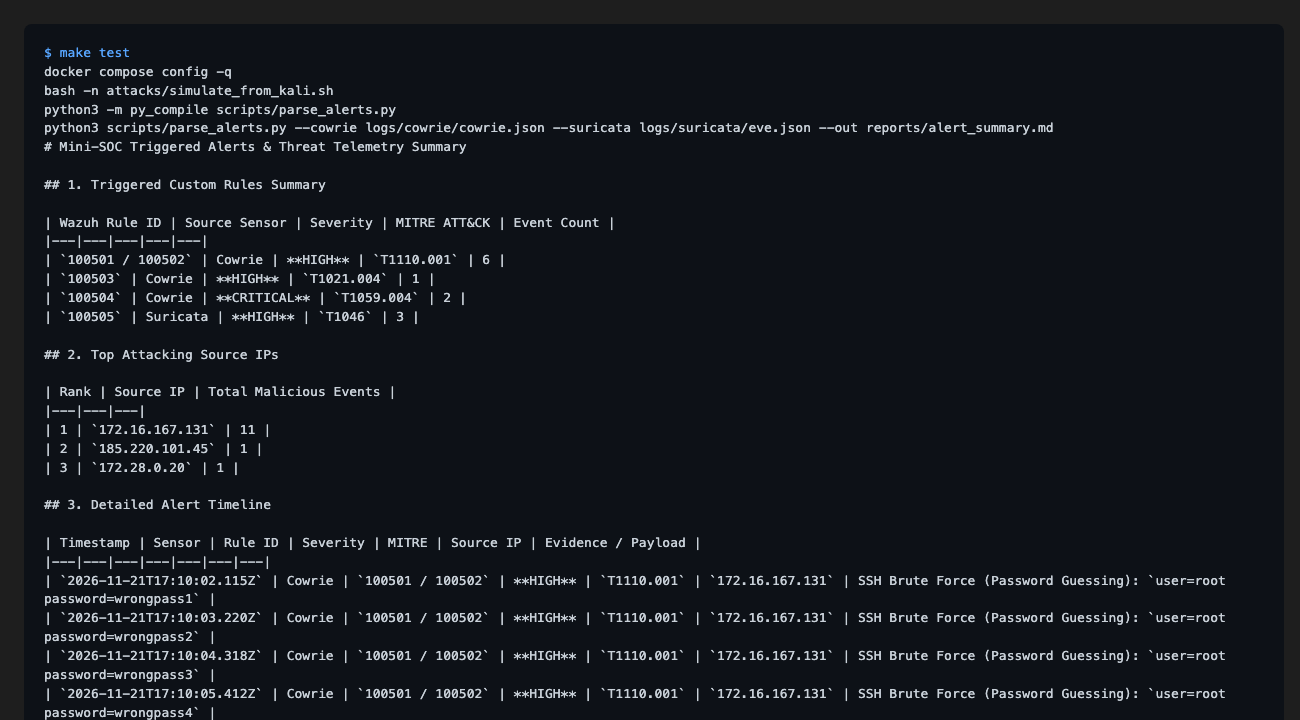 $ make test
docker compose config -q
bash -n attacks/simulate_from_kali.sh
python3 -m py_compile scripts/parse_alerts.py
python3 scripts/parse_alerts.py --cowrie logs/cowrie/cowrie.json --suricata logs/suricata/eve.json --out reports/alert_summary.md
# Mini-SOC Triggered Alerts & Threat Telemetry Summary
## 1. Triggered Custom Rules Summary
| Wazuh Rule ID | Source Sensor | Severity | MITRE ATT&CK | Event Count |
|---|---|---|---|---|
| `100501 / 100502` | Cowrie | **HIGH** | `T1110.001` | 6 |
| `100503` | Cowrie | **HIGH** | `T1021.004` | 1 |
| `100504` | Cowrie | **CRITICAL** | `T1059.004` | 2 |
| `100505` | Suricata | **HIGH** | `T1046` | 3 |
## 2. Top Attacking Source IPs
| Rank | Source IP | Total Malicious Events |
|---|---|---|
| 1 | `172.16.167.131` | 11 |
| 2 | `185.220.101.45` | 1 |
| 3 | `172.28.0.20` | 1 |
## 3. Detailed Alert Timeline
| Timestamp | Sensor | Rule ID | Severity | MITRE | Source IP | Evidence / Payload |
|---|---|---|---|---|---|---|
| `2026-11-21T17:10:02.115Z` | Cowrie | `100501 / 100502` | **HIGH** | `T1110.001` | `172.16.167.131` | SSH Brute Force (Password Guessing): `user=root
password=wrongpass1` |
| `2026-11-21T17:10:03.220Z` | Cowrie | `100501 / 100502` | **HIGH** | `T1110.001` | `172.16.167.131` | SSH Brute Force (Password Guessing): `user=root
password=wrongpass2` |
| `2026-11-21T17:10:04.318Z` | Cowrie | `100501 / 100502` | **HIGH** | `T1110.001` | `172.16.167.131` | SSH Brute Force (Password Guessing): `user=root
password=wrongpass3` |
| `2026-11-21T17:10:05.412Z` | Cowrie | `100501 / 100502` | **HIGH** | `T1110.001` | `172.16.167.131` | SSH Brute Force (Password Guessing): `user=root
password=wrongpass4` |